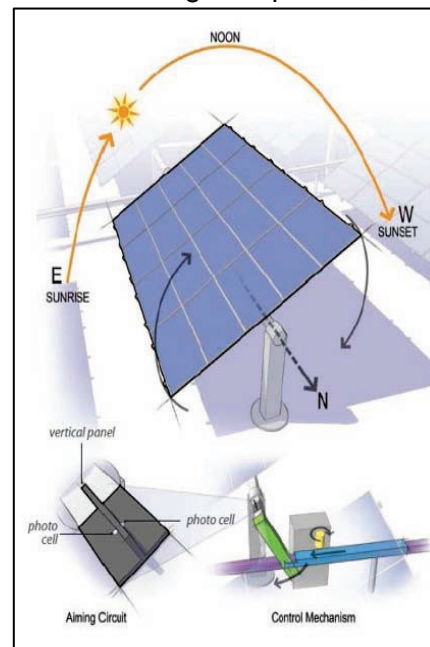 NOON
E
SUNRISE
W
SUNSET
N
vertical panel
photo cell
photo
cell
Aiming Circuit
Control Mechanism